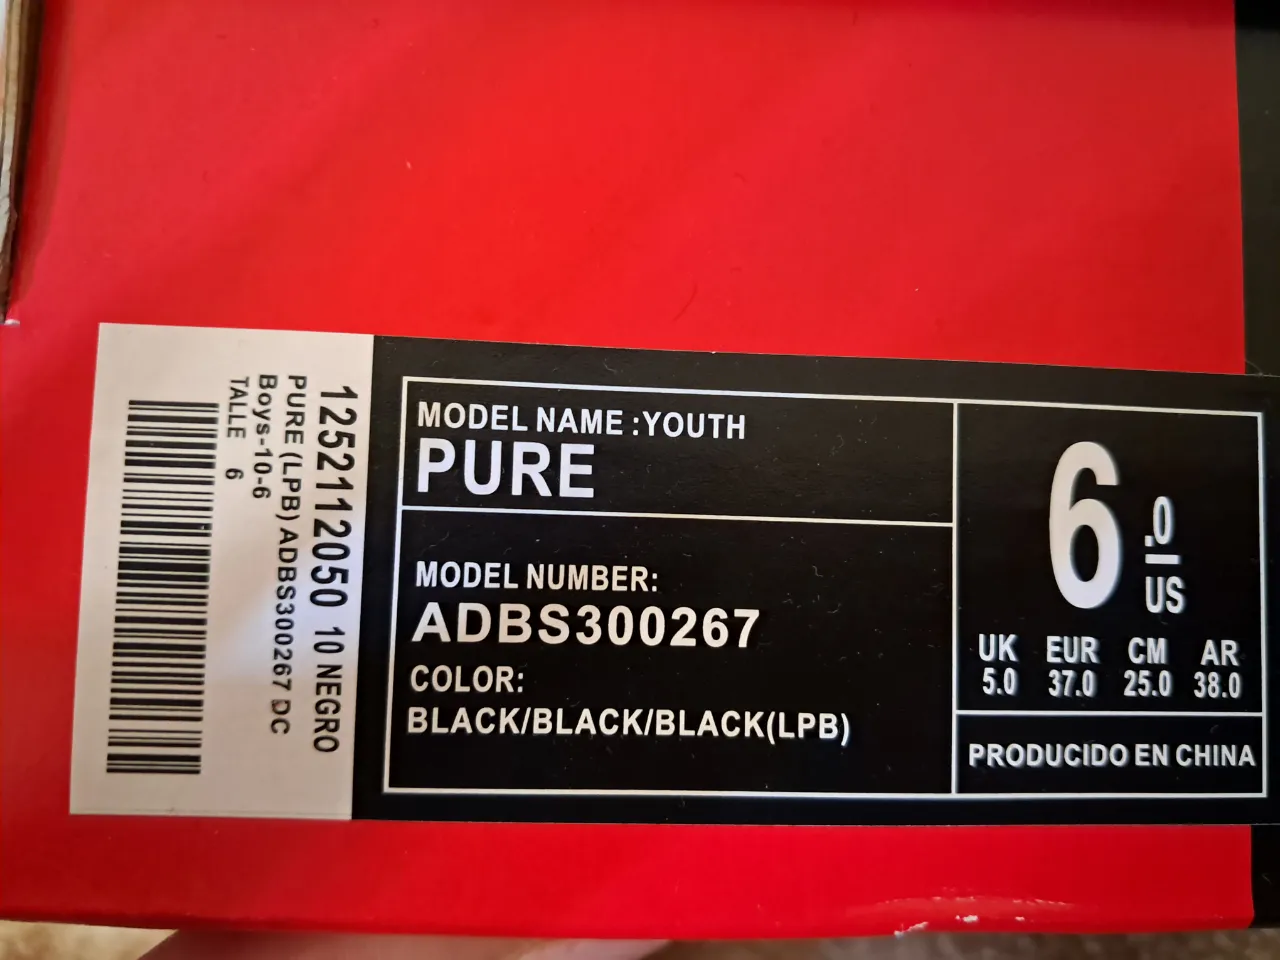 1252112050 10 NEGRO
PURE (LPB) ADBS300267 DC
Boys-10-6
TALLE 6
MODEL NAME :YOUTH
PURE
MODEL NUMBER:
ADBS300267
COLOR:
BLACK/BLACK/BLACK(LPB)
6.0
US
UK EUR CM AR
5.0 37.0 25.0 38.0
PRODUCIDO EN CHINA